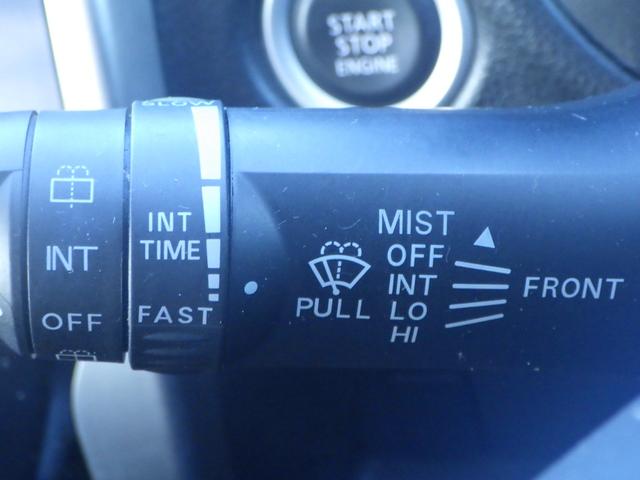 START
STOP
ENGINE
SLOW
INT
TIME
FAST
INT
OFF
PULL
MIST
OFF
INT
LO
HI
FRONT